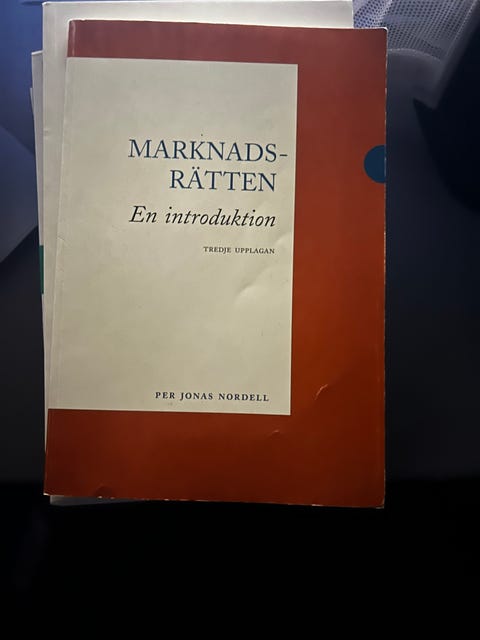 MARKNADS-
RÄTTEN
En introduktion
TREDJE UPPLAGAN
PER JONAS NORDELL